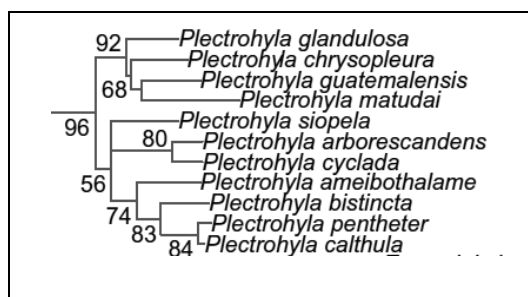 92
Plectrohyla glandulosa
Plectrohyla chrysopleura
Plectrohyla guatemalensis
68
Plectrohyla matudai
96
Plectrohyla siopela
80
Plectrohyla arborescandens
Plectrohyla cyclada
56
Plectrohyla ameibothalame
74
Plectrohyla bistincta
83
Plectrohyla pentheter
84
Plectrohyla calthula